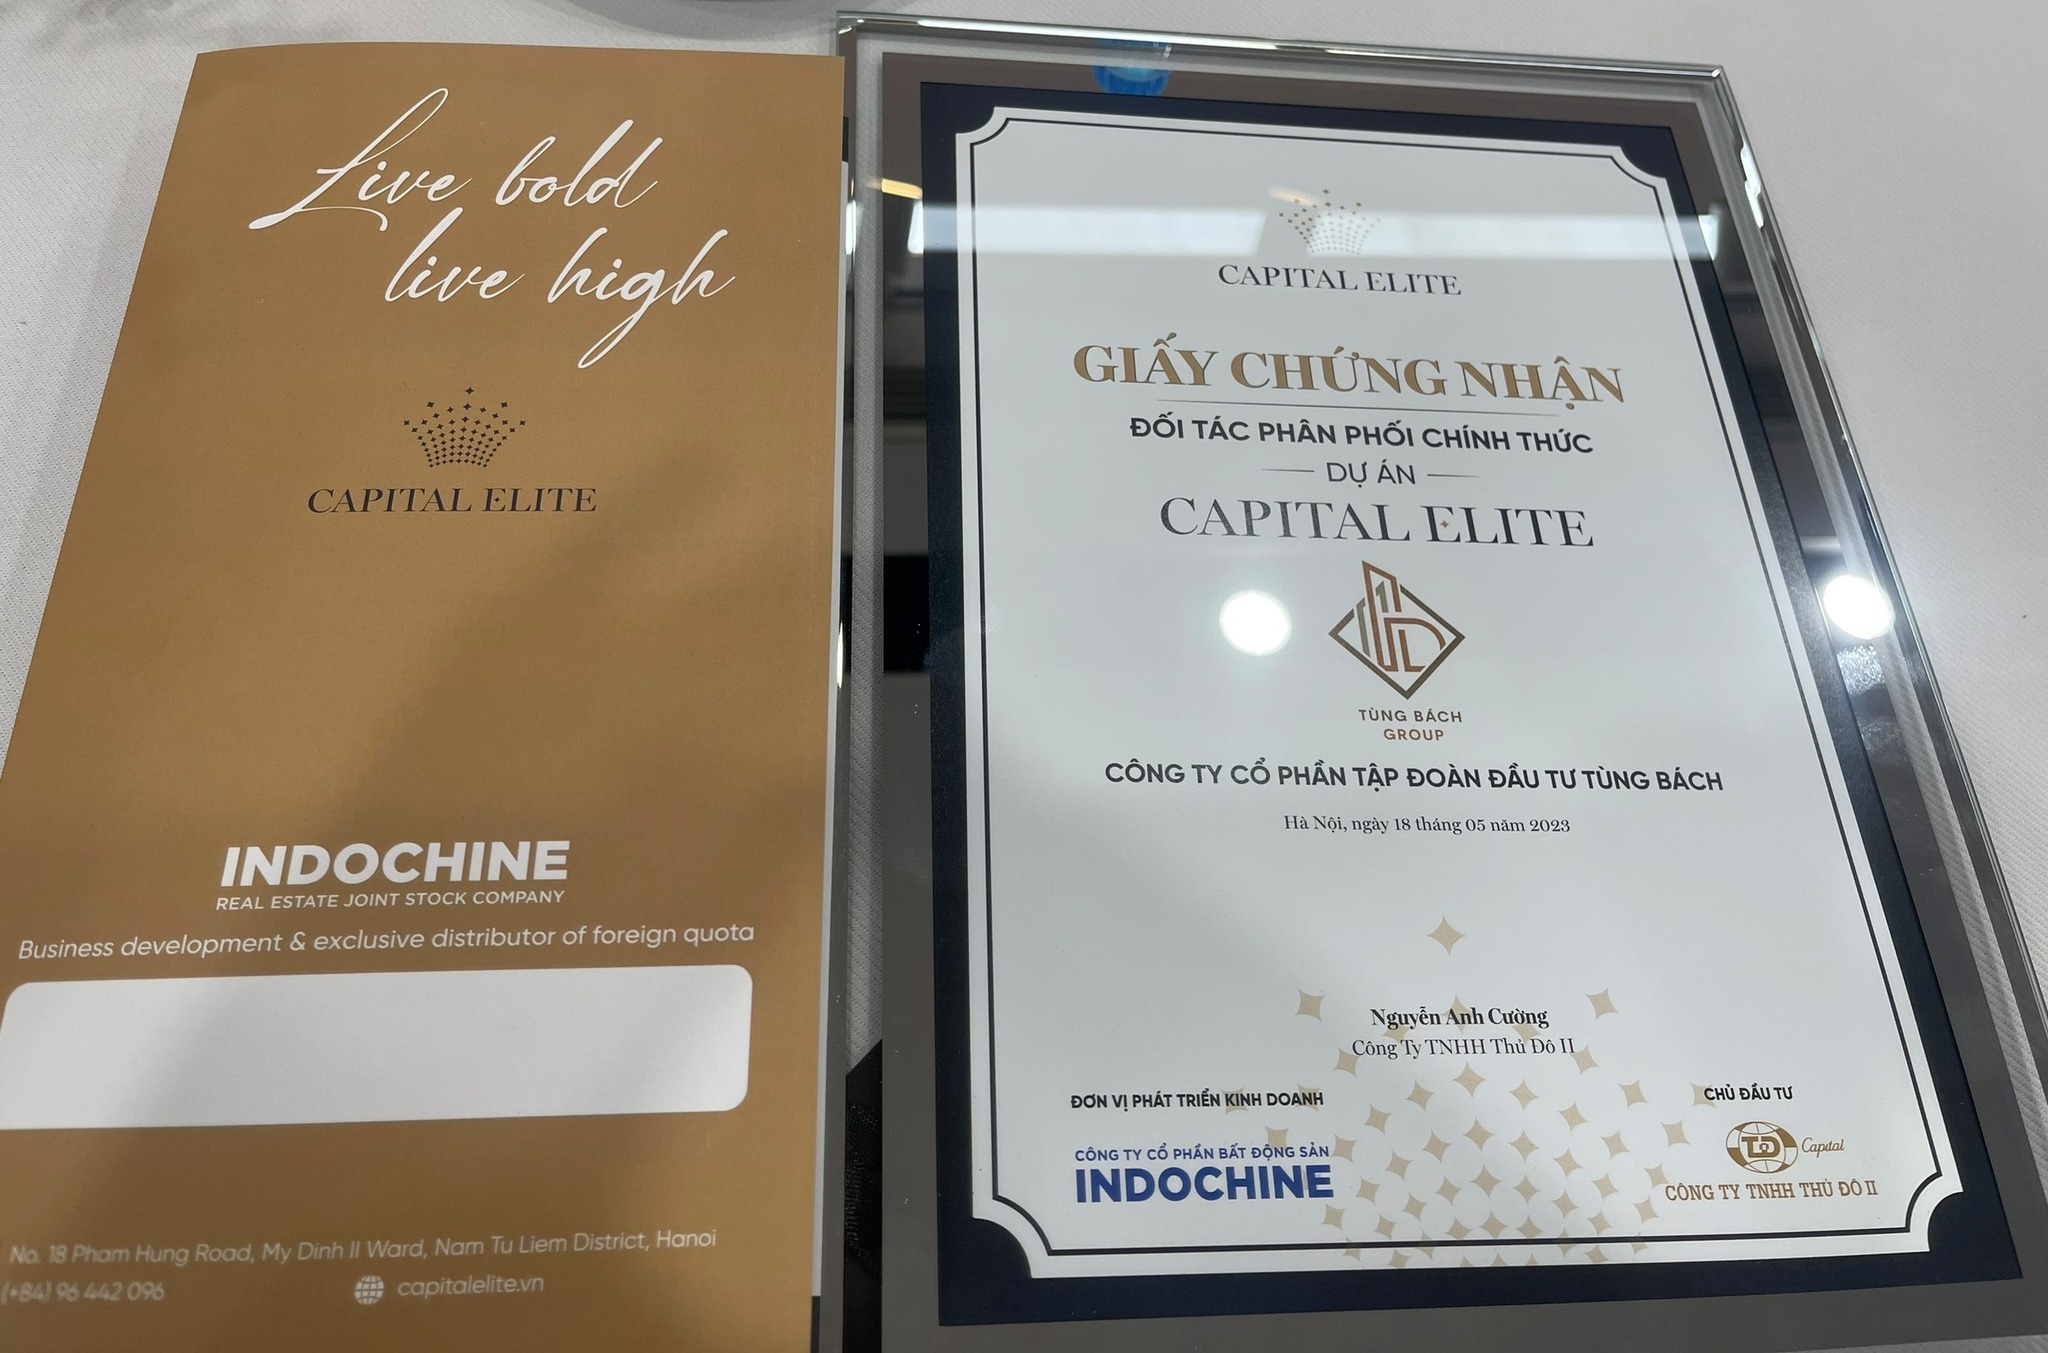 Live bold
live high
CAPITAL ELITE
INDOCHINE
REAL ESTATE JOINT STOCK COMPANY
Business development & exclusive distributor of foreign quota
No. 18 Pham Hung Road, My Dinh II Ward, Nam Tu Liem District, Hanoi
(+84) 96 442 096
capitalelite.vn
CAPITAL ELITE
GIẤY CHỨNG NHẬN
ĐỐI TÁC PHÂN PHỐI CHÍNH THỨC
DỰ ÁN
CAPITAL ELITE
TÙNG BÁCH
GROUP
CÔNG TY CỔ PHẦN TẬP ĐOÀN ĐẦU TƯ TÙNG BÁCH
Hà Nội, ngày 18 tháng 05 năm 2023
Nguyễn Anh Cường
Công Ty TNHH Thủ Đô II
ĐƠN VỊ PHÁT TRIỂN KINH DOANH
CÔNG TY CỔ PHẦN BẤT ĐỘNG SẢN
INDOCHINE
CHỦ ĐẦU TƯ
TD Capital
CÔNG TY TNHH THỦ ĐÔ II